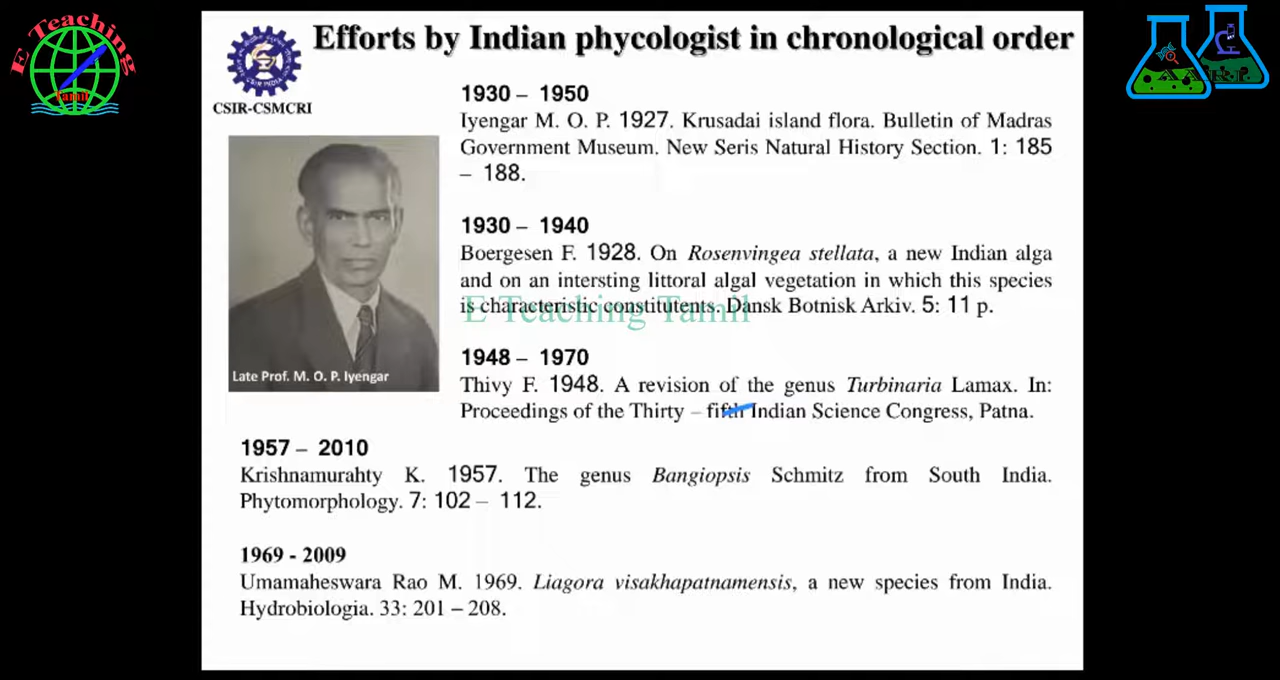 E Teaching
Tamil
CSIR-CSMCRI
Efforts by Indian phycologist in chronological order
1930 – 1950
Iyengar M. O. P. 1927. Krusadai island flora. Bulletin of Madras
Government Museum. New Seris Natural History Section. 1: 185
– 188.
1930 – 1940
Boergesen F. 1928. On Rosenvingea stellata, a new Indian alga
and on an intersting littoral algal vegetation in which this species
is characteristic constitutents. Dansk Botnisk Arkiv. 5: 11 p.
E Teaching Tamil
1948 – 1970
Thivy F. 1948. A revision of the genus Turbinaria Lamax. In:
Proceedings of the Thirty – fifth Indian Science Congress, Patna.
Late Prof. M. O. P. Iyengar
1957 – 2010
Krishnamurahty K. 1957. The genus Bangiopsis Schmitz from South India.
Phytomorphology. 7: 102 – 112.
1969 - 2009
Umamaheswara Rao M. 1969. Liagora visakhapatnamensis, a new species from India.
Hydrobiologia. 33: 201 – 208.